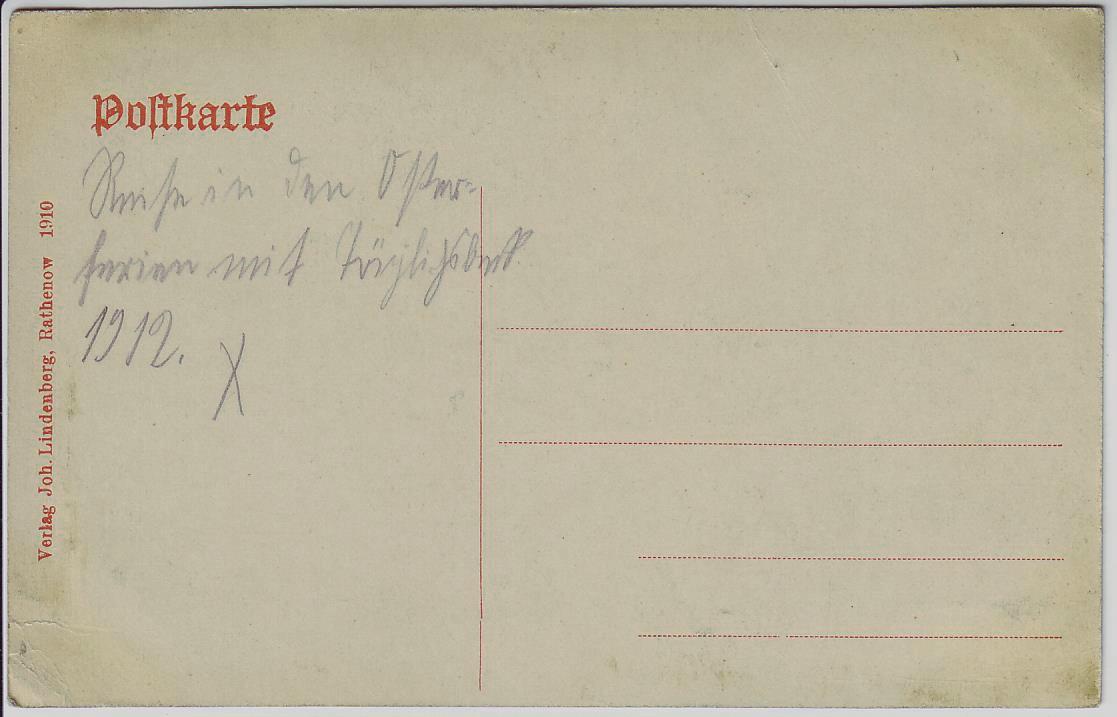 Postkarte
Reise in den Oster-
ferien mit
1912. X
Verlag Joh. Lindenberg, Rathenow 1910